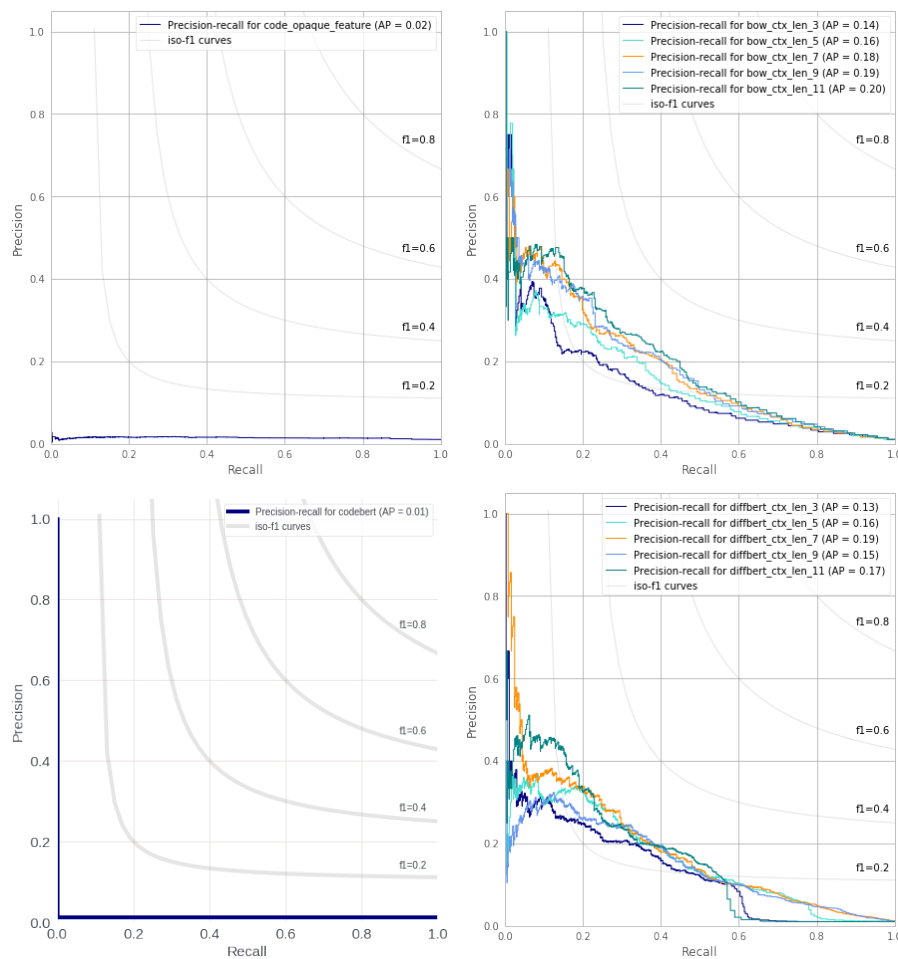 Precision-recall for code_opaque_feature (AP = 0.02)
iso-f1 curves
1.0
0.8
0.6
0.4
0.2
0.0
Precision
f1=0.8
f1=0.6
f1=0.4
f1=0.2
0.0 0.2 0.4 0.6 0.8 1.0
Recall
Precision-recall for bow_ctx_len_3 (AP = 0.14)
Precision-recall for bow_ctx_len_5 (AP = 0.16)
Precision-recall for bow_ctx_len_7 (AP = 0.18)
Precision-recall for bow_ctx_len_9 (AP = 0.19)
Precision-recall for bow_ctx_len_11 (AP = 0.20)
iso-f1 curves
1.0
0.8
0.6
0.4
0.2
0.0
Precision
f1=0.8
f1=0.6
f1=0.4
f1=0.2
0.0 0.2 0.4 0.6 0.8 1.0
Recall
Precision-recall for codebert (AP = 0.01)
iso-f1 curves
1.0
0.8
0.6
0.4
0.2
0.0
Precision
f1=0.8
f1=0.6
f1=0.4
f1=0.2
0.0 0.2 0.4 0.6 0.8 1.0
Recall
Precision-recall for diffbert_ctx_len_3 (AP = 0.13)
Precision-recall for diffbert_ctx_len_5 (AP = 0.16)
Precision-recall for diffbert_ctx_len_7 (AP = 0.19)
Precision-recall for diffbert_ctx_len_9 (AP = 0.15)
Precision-recall for diffbert_ctx_len_11 (AP = 0.17)
iso-f1 curves
1.0
0.8
0.6
0.4
0.2
0.0
Precision
f1=0.8
f1=0.6
f1=0.4
f1=0.2
0.0 0.2 0.4 0.6 0.8 1.0
Recall